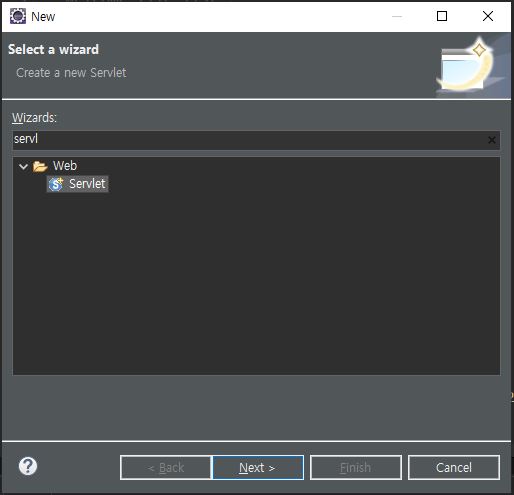 New
Select a wizard
Create a new Servlet
Wizards:
servl
Web
Servlet
< Back
Next >
Finish
Cancel